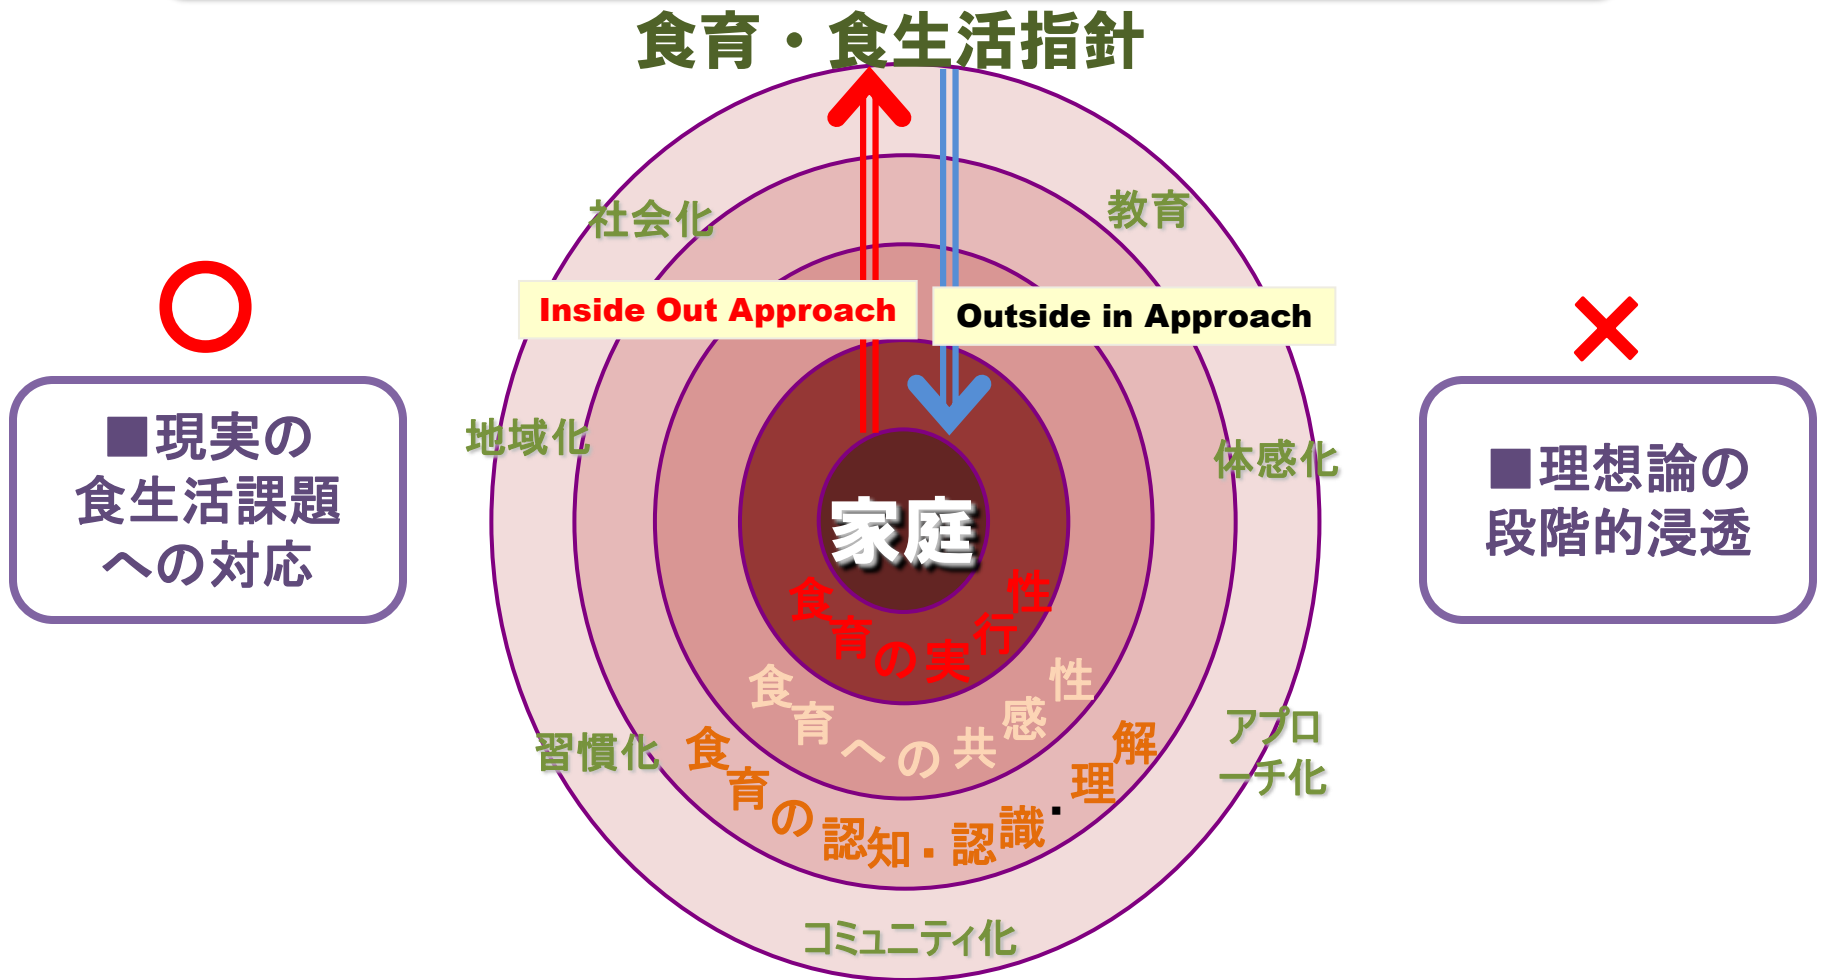 食育・食生活指針
社会化
教育
Inside Out Approach
Outside in Approach
■現実の
食生活課題
への対応
地域化
体感化
■理想論の
段階的浸透
家庭
食育の実行性
食育への共感性
食育の認知・認識・理解
習慣化
アプロ
ーチ化
コミュニティ化